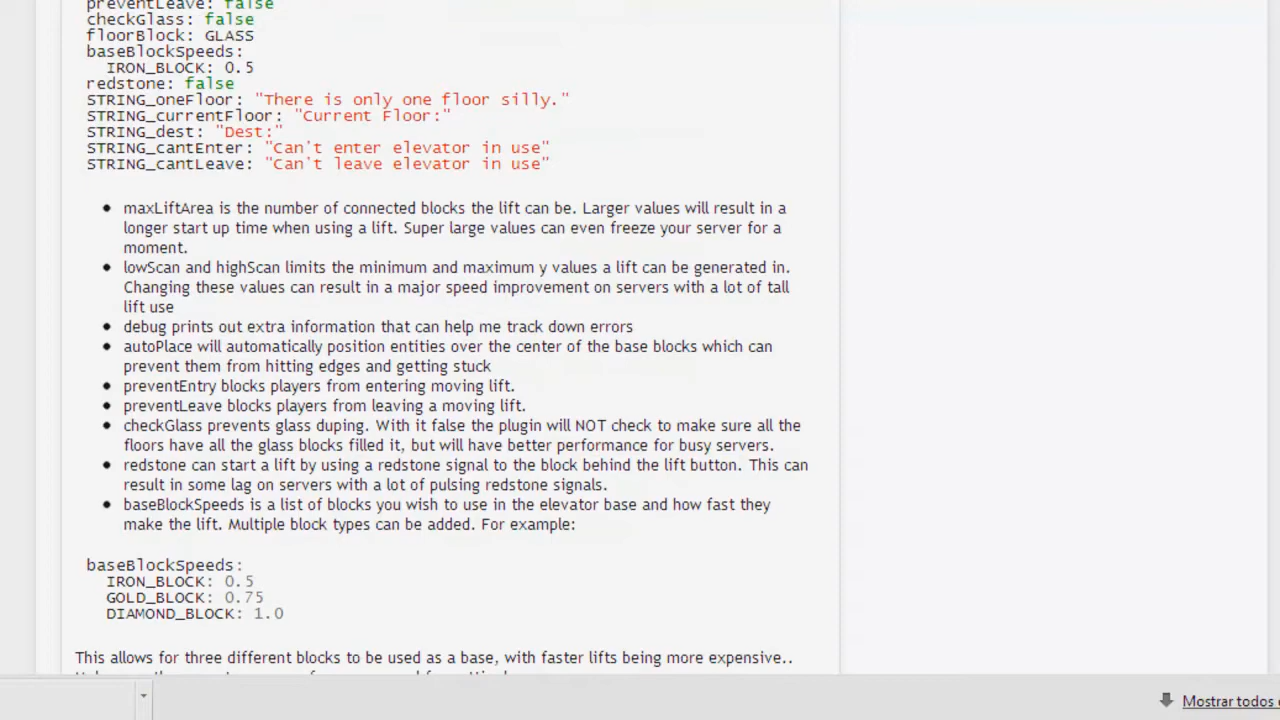 preventLeave: false
checkGlass: false
floorBlock: GLASS
baseBlockSpeeds:
IRON_BLOCK: 0.5
redstone: false
STRING_oneFloor: "There is only one floor silly."
STRING_currentFloor: "Current Floor:"
STRING_dest: "Dest:"
STRING_cantEnter: "Can't enter elevator in use"
STRING_cantLeave: "Can't leave elevator in use"
maxLiftArea is the number of connected blocks the lift can be. Larger values will result in a
longer start up time when using a lift. Super large values can even freeze your server for a
moment.
lowScan and highScan limits the minimum and maximum y values a lift can be generated in.
Changing these values can result in a major speed improvement on servers with a lot of tall
lift use
debug prints out extra information that can help me track down errors
autoPlace will automatically position entities over the center of the base blocks which can
prevent them from hitting edges and getting stuck
preventEntry blocks players from entering moving lift.
preventLeave blocks players from leaving a moving lift.
checkGlass prevents glass duping. With it false the plugin will NOT check to make sure all the
floors have all the glass blocks filled it, but will have better performance for busy servers.
redstone can start a lift by using a redstone signal to the block behind the lift button. This can
result in some lag on servers with a lot of pulsing redstone signals.
baseBlockSpeeds is a list of blocks you wish to use in the elevator base and how fast they
make the lift. Multiple block types can be added. For example:
baseBlockSpeeds:
IRON_BLOCK: 0.5
GOLD_BLOCK: 0.75
DIAMOND_BLOCK: 1.0
This allows for three different blocks to be used as a base, with faster lifts being more expensive..
Mostrar todos